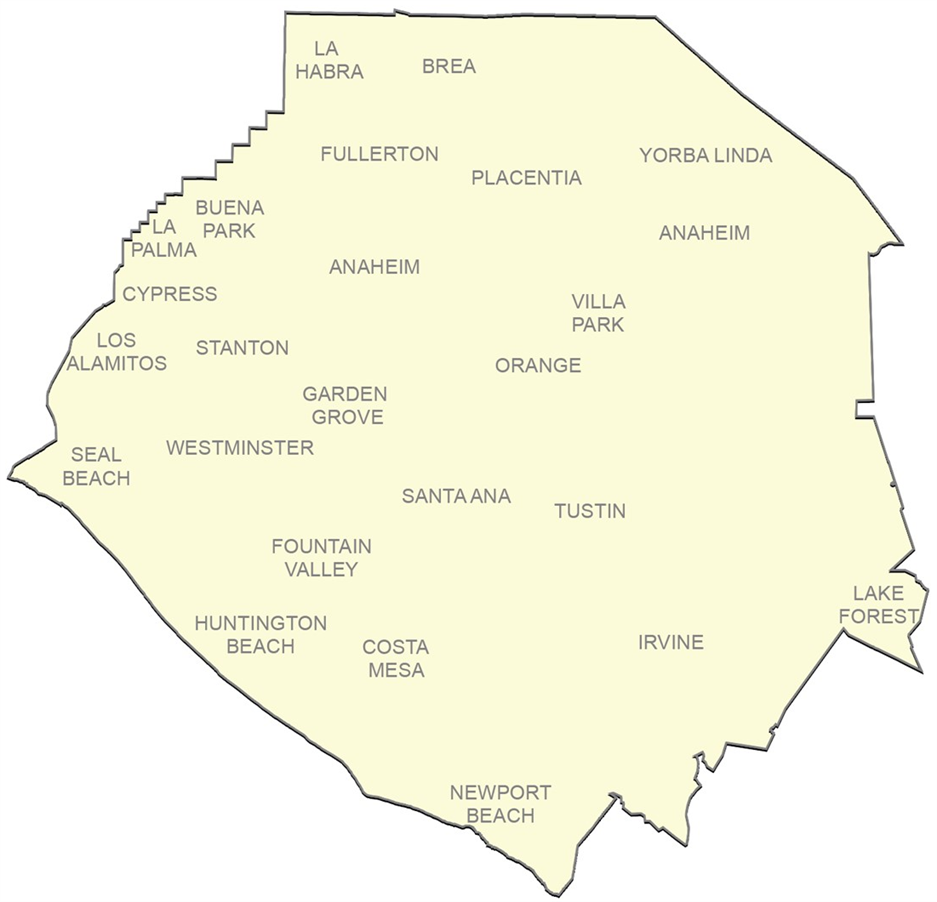 LA
HABRA
BREA
FULLERTON
YORBA LINDA
PLACENTIA
BUENA
PARK
LA
PALMA
ANAHEIM
ANAHEIM
CYPRESS
VILLA
PARK
LOS
ALAMITOS
STANTON
ORANGE
GARDEN
GROVE
WESTMINSTER
SEAL
BEACH
SANTA ANA
TUSTIN
FOUNTAIN
VALLEY
LAKE
FOREST
HUNTINGTON
BEACH
COSTA
MESA
IRVINE
NEWPORT
BEACH